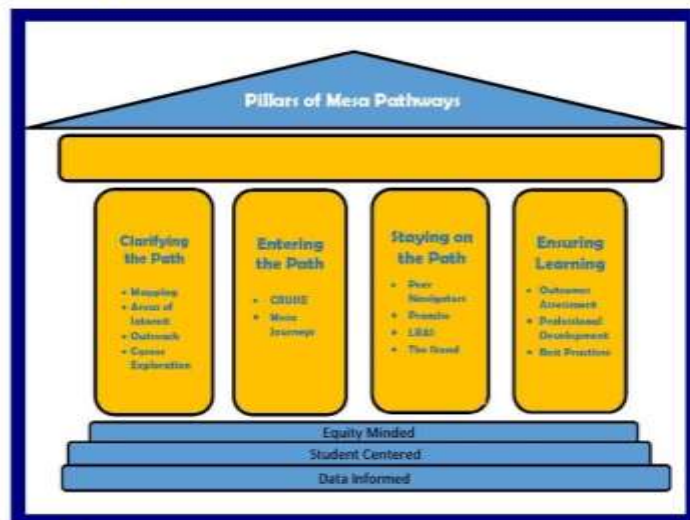 Pillars of Mesa Pathways
Clarifying
the Path
• Mapping
• Areas of
Interest
• Outreach
• Career
Exploration
Entering
the Path
• CRUISE
• Mesa
Journeys
Staying on
the Path
• Peer
Navigators
• Promise
•
• The Stand
Ensuring
Learning
• Outcomes
Assessment
• Professional
Development
• Best Practices
Equity Minded
Student Centered
Data Informed